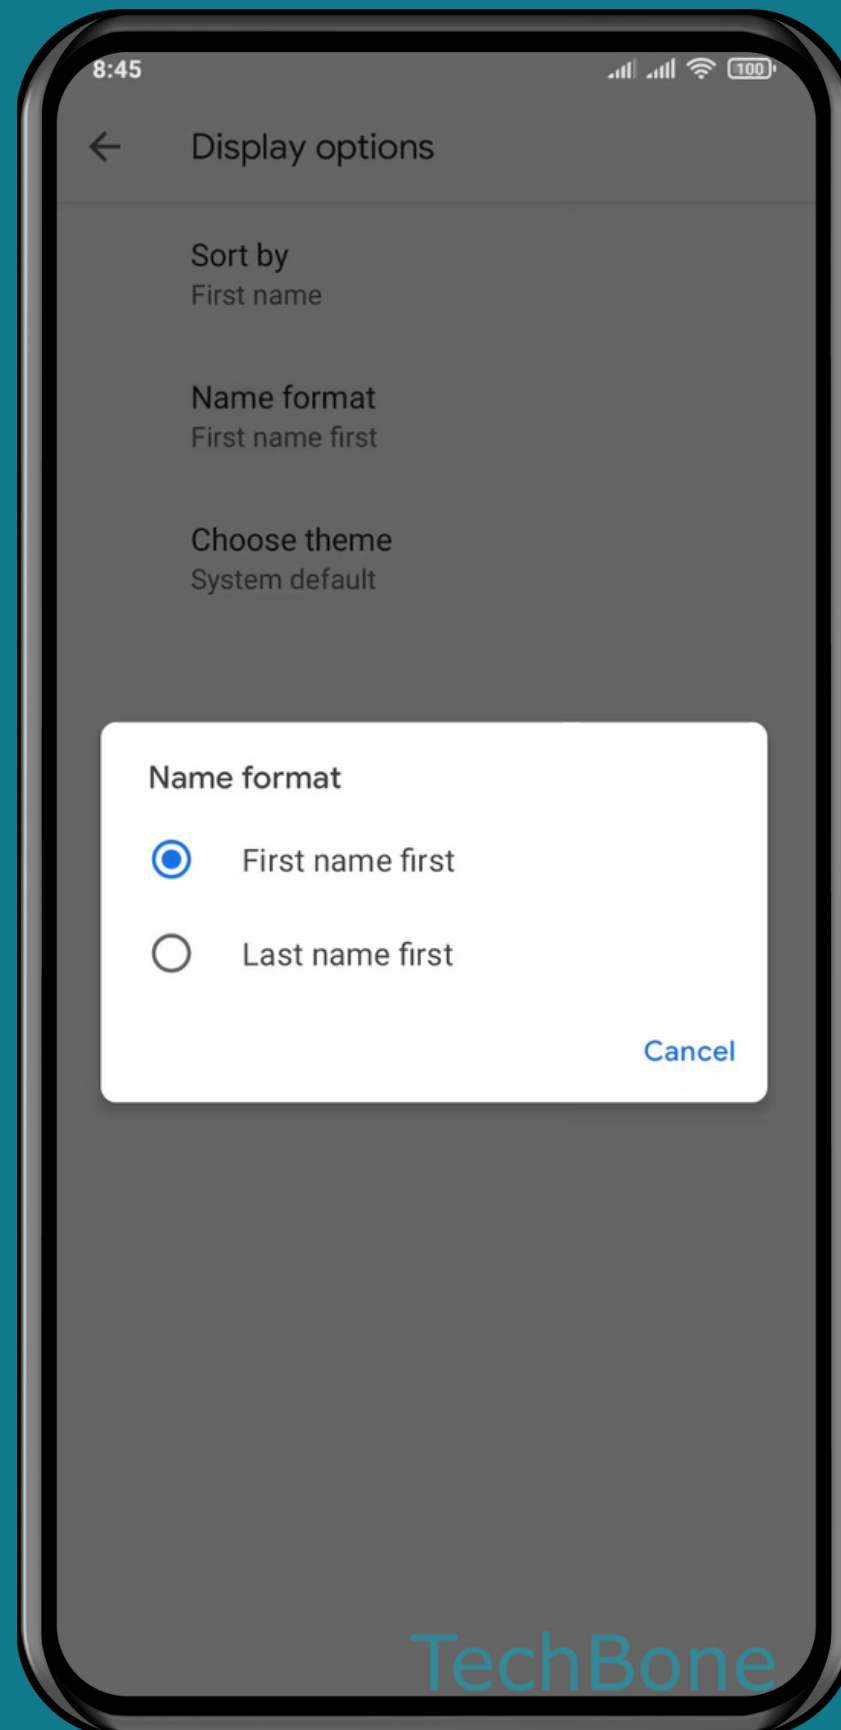 8:45
100
Display options
Sort by
First name
Name format
First name first
Choose theme
System default
Name format
First name first
Last name first
Cancel
TechBone